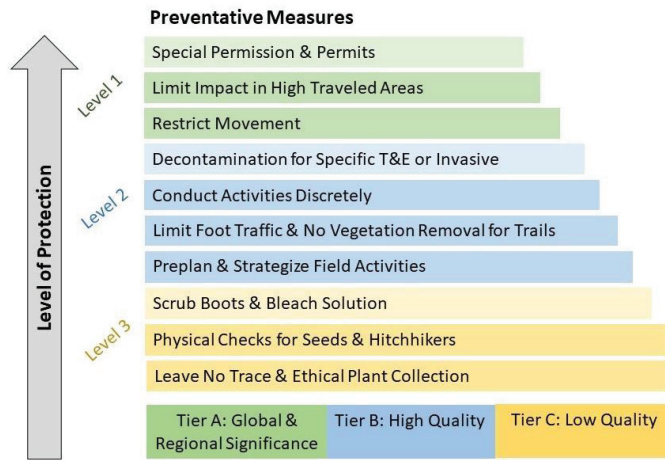 Preventative Measures
Special Permission & Permits
Limit Impact in High Traveled Areas
Restrict Movement
Decontamination for Specific T&E or Invasive
Conduct Activities Discretely
Limit Foot Traffic & No Vegetation Removal for Trails
Preplan & Strategize Field Activities
Scrub Boots & Bleach Solution
Physical Checks for Seeds & Hitchhikers
Leave No Trace & Ethical Plant Collection
Level 1
Level 2
Level 3
Level of Protection
Tier A: Global &
Regional Significance
Tier B: High Quality
Tier C: Low Quality